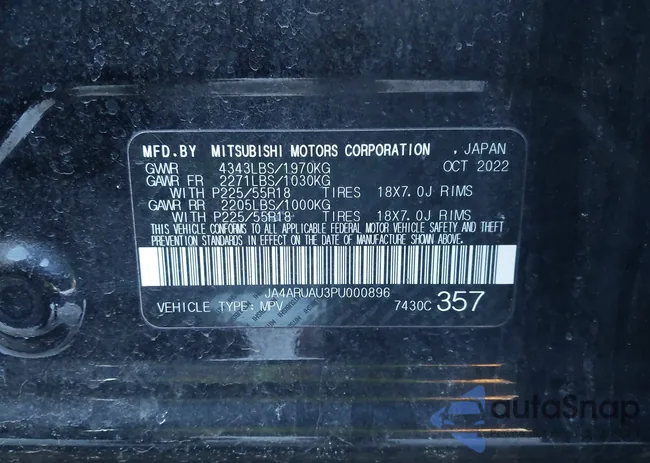 MFD.BY MITSUBISHI MOTORS CORPORATION , JAPAN
GVWR 4343LBS/1970KG OCT 2022
GAWR FR 2271LBS/1030KG
WITH P225/55R18 TIRES 18X7.0J RIMS
GAWR RR 2205LBS/1000KG
WITH P225/55R18 TIRES 18X7.0J RIMS
THIS VEHICLE CONFORMS TO ALL APPLICABLE FEDERAL MOTOR VEHICLE SAFETY AND THEFT
PREVENTION STANDARDS IN EFFECT ON THE DATE OF MANUFACTURE SHOWN ABOVE.
JA4ARUAU3PU000896
VEHICLE TYPE: MPV 7430C 357
autoSnap